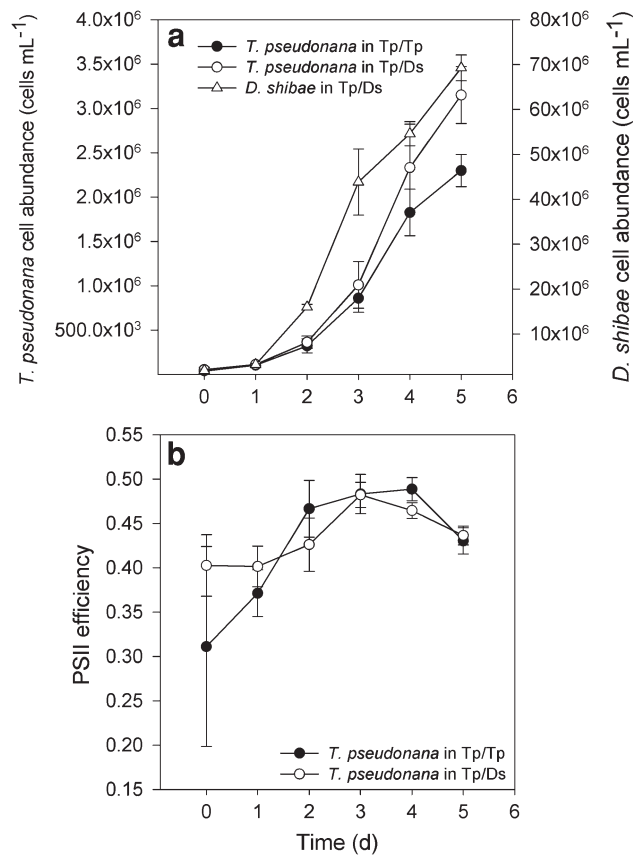 a
T. pseudonana in Tp/Tp
T. pseudonana in Tp/Ds
D. shibae in Tp/Ds
T. pseudonana cell abundance (cells mL⁻¹)
4.0x10⁶
3.5x10⁶
3.0x10⁶
2.5x10⁶
2.0x10⁶
1.5x10⁶
1.0x10⁶
500.0x10³
80x10⁶
70x10⁶
60x10⁶
50x10⁶
40x10⁶
30x10⁶
20x10⁶
10x10⁶
D. shibae cell abundance (cells mL⁻¹)
0 1 2 3 4 5 6
b
PSII efficiency
0.55
0.50
0.45
0.40
0.35
0.30
0.25
0.20
0.15
T. pseudonana in Tp/Tp
T. pseudonana in Tp/Ds
0 1 2 3 4 5 6
Time (d)